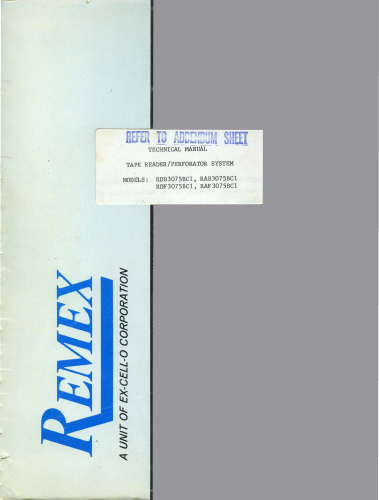 REFER TO ADDENDUM SHEET
TECHNICAL MANUAL
TAPE READER/PERFORATOR SYSTEM
MODELS: RDB3075BC1, RAB3075BC1
RDF3075BC1, RAF3075BC1
REMEX
A UNIT OF EX-CELL-O CORPORATION